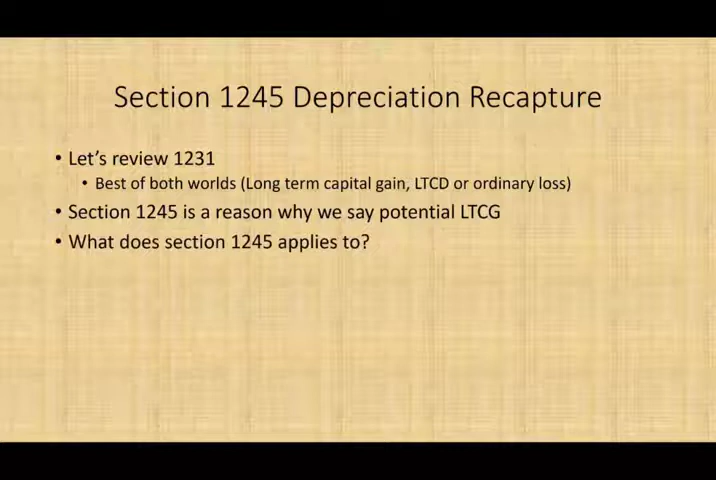 Section 1245 Depreciation Recapture
• Let's review 1231
• Best of both worlds (Long term capital gain, LTCD or ordinary loss)
• Section 1245 is a reason why we say potential LTCG
• What does section 1245 applies to?